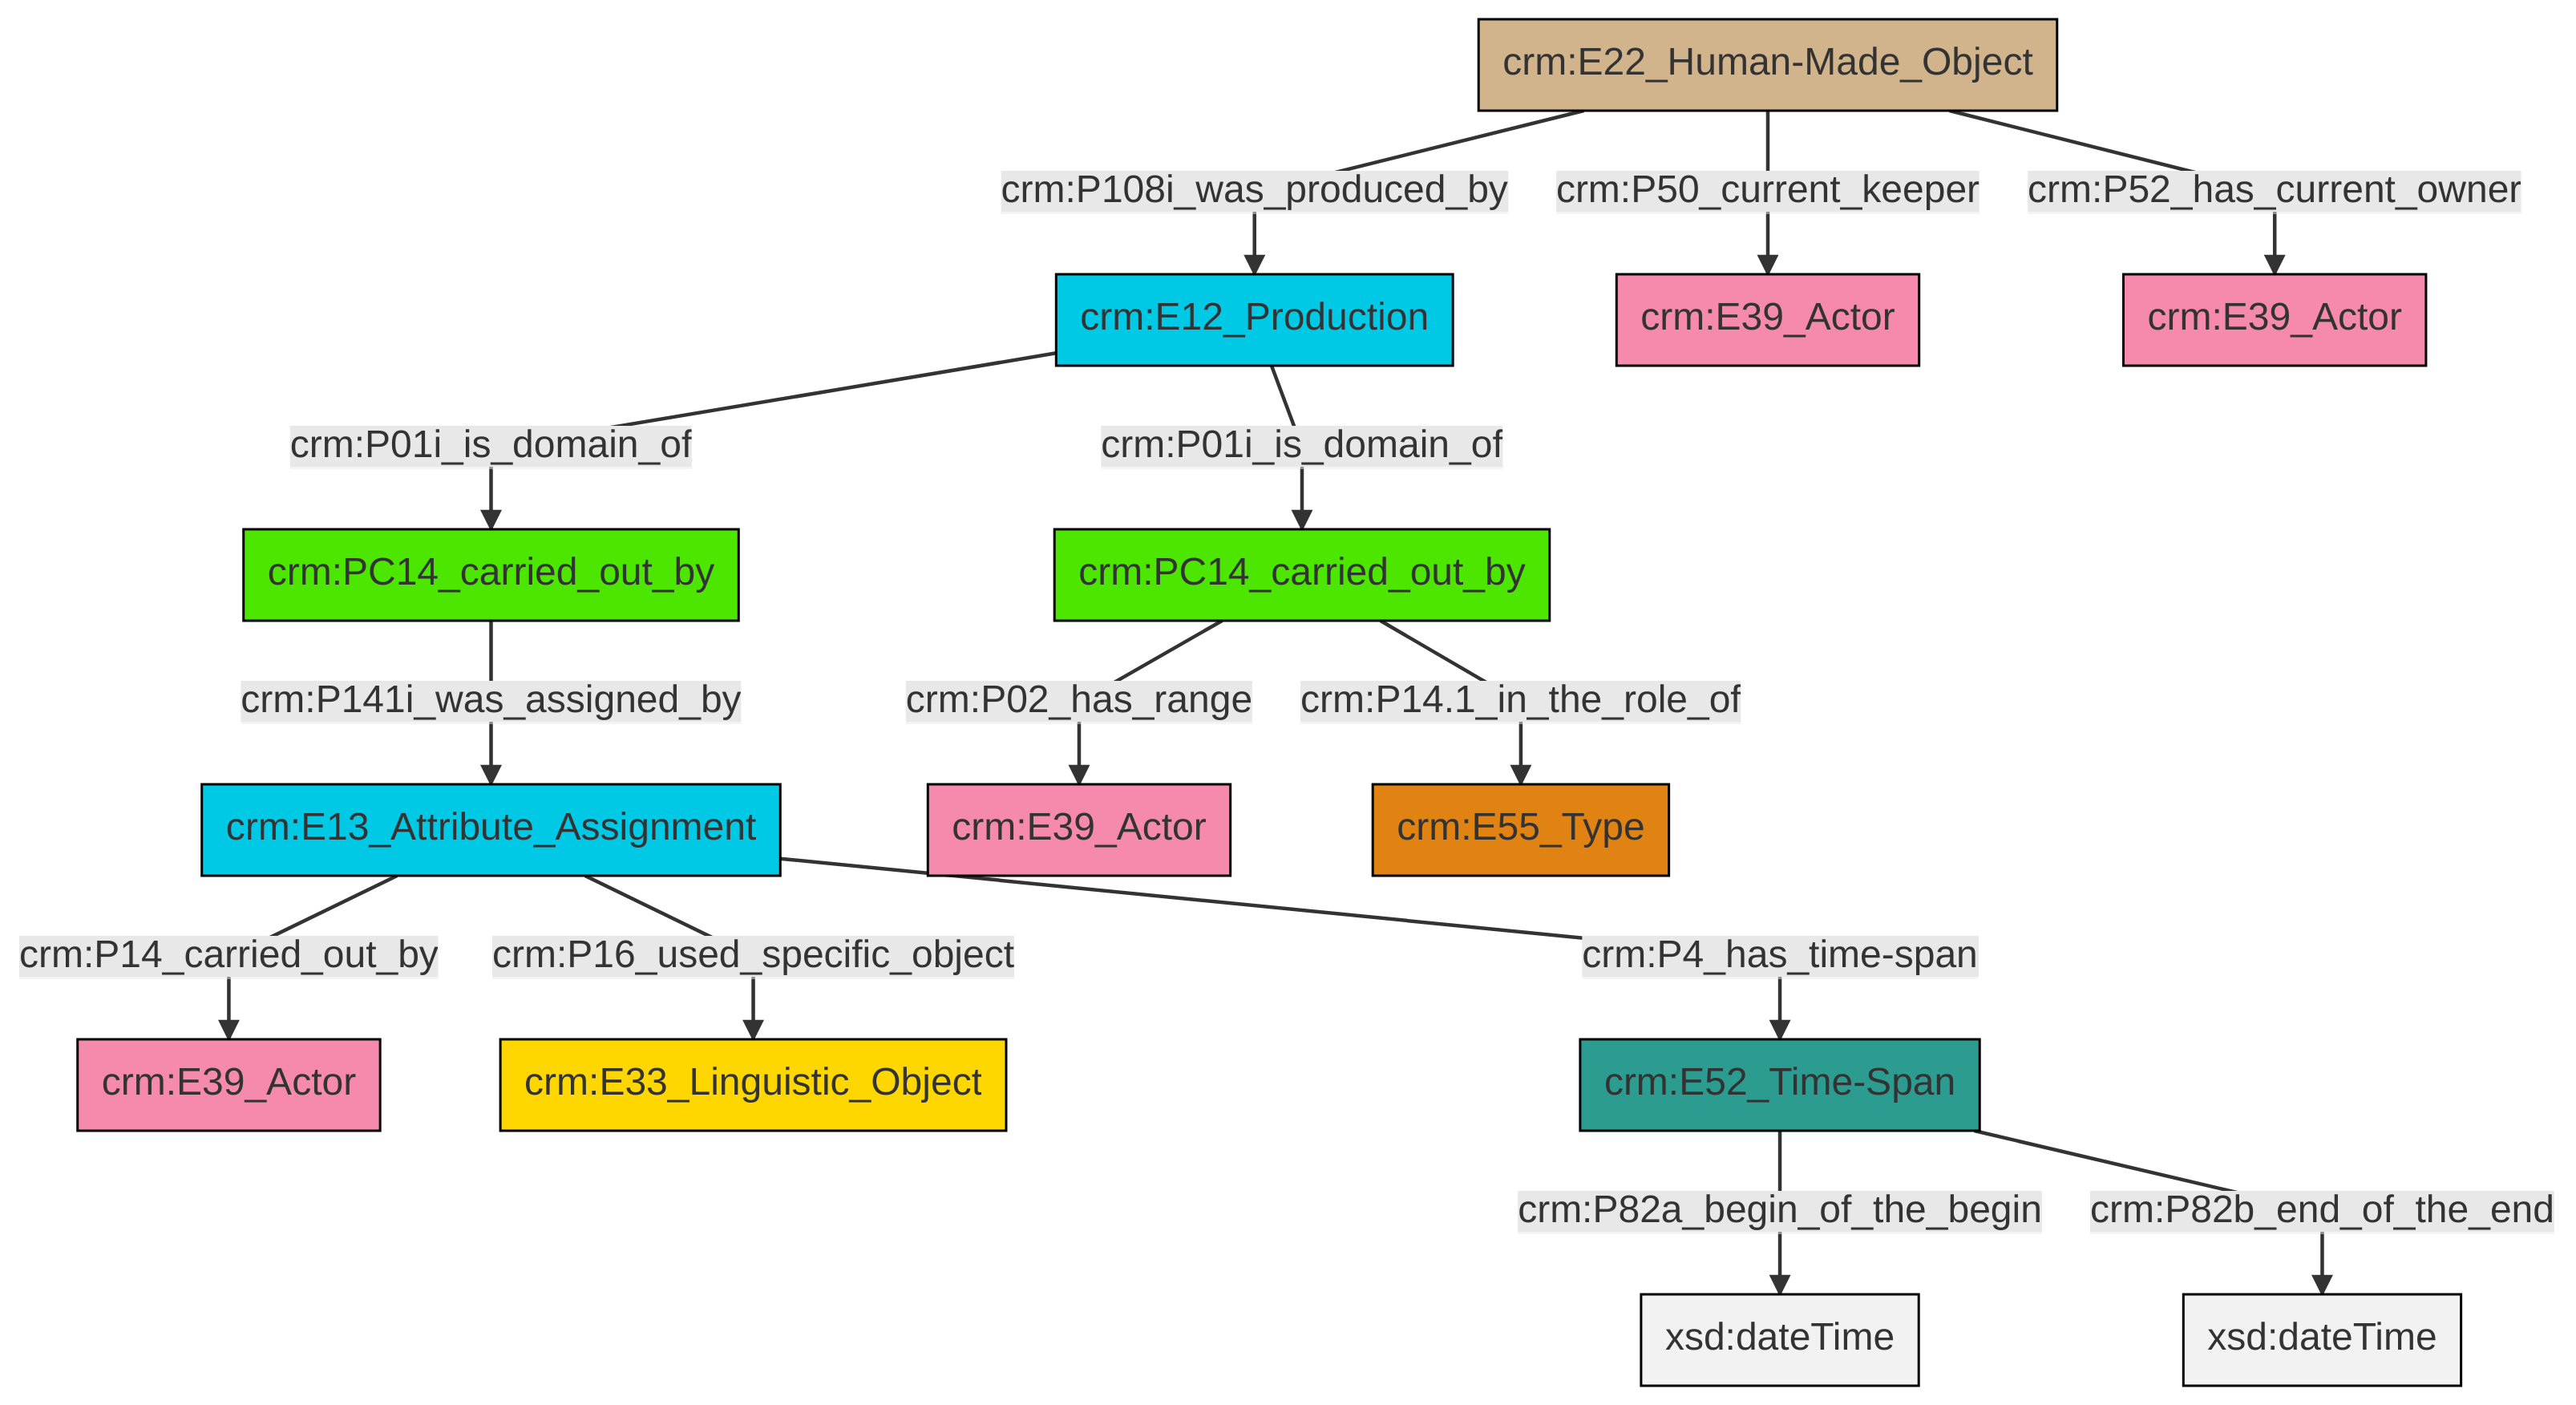 crm:E22_Human-Made_Object
crm:P108i_was_produced_by
crm:P50_current_keeper
crm:P52_has_current_owner
crm:E12_Production
crm:E39_Actor
crm:E39_Actor
crm:P01i_is_domain_of
crm:P01i_is_domain_of
crm:PC14_carried_out_by
crm:PC14_carried_out_by
crm:P141i_was_assigned_by
crm:P02_has_range
crm:P14.1_in_the_role_of
crm:E13_Attribute_Assignment
crm:E39_Actor
crm:E55_Type
crm:P14_carried_out_by
crm:P16_used_specific_object
crm:P4_has_time-span
crm:E39_Actor
crm:E33_Linguistic_Object
crm:E52_Time-Span
crm:P82a_begin_of_the_begin
crm:P82b_end_of_the_end
xsd:dateTime
xsd:dateTime